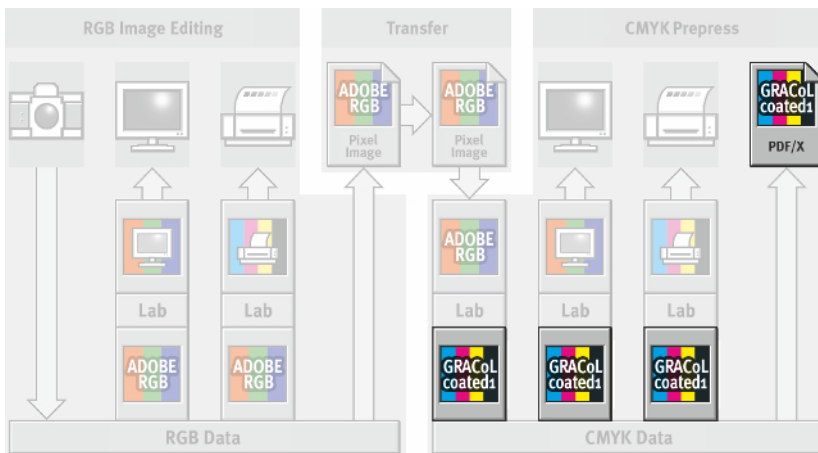 RGB Image Editing
Transfer
CMYK Prepress
ADOBE
RGB
Pixel
Image
ADOBE
RGB
Pixel
Image
GRACoL
coated1
PDF/X
ADOBE
RGB
Lab
Lab
Lab
Lab
Lab
ADOBE
RGB
ADOBE
RGB
GRACoL
coated1
GRACoL
coated1
GRACoL
coated1
RGB Data
CMYK Data